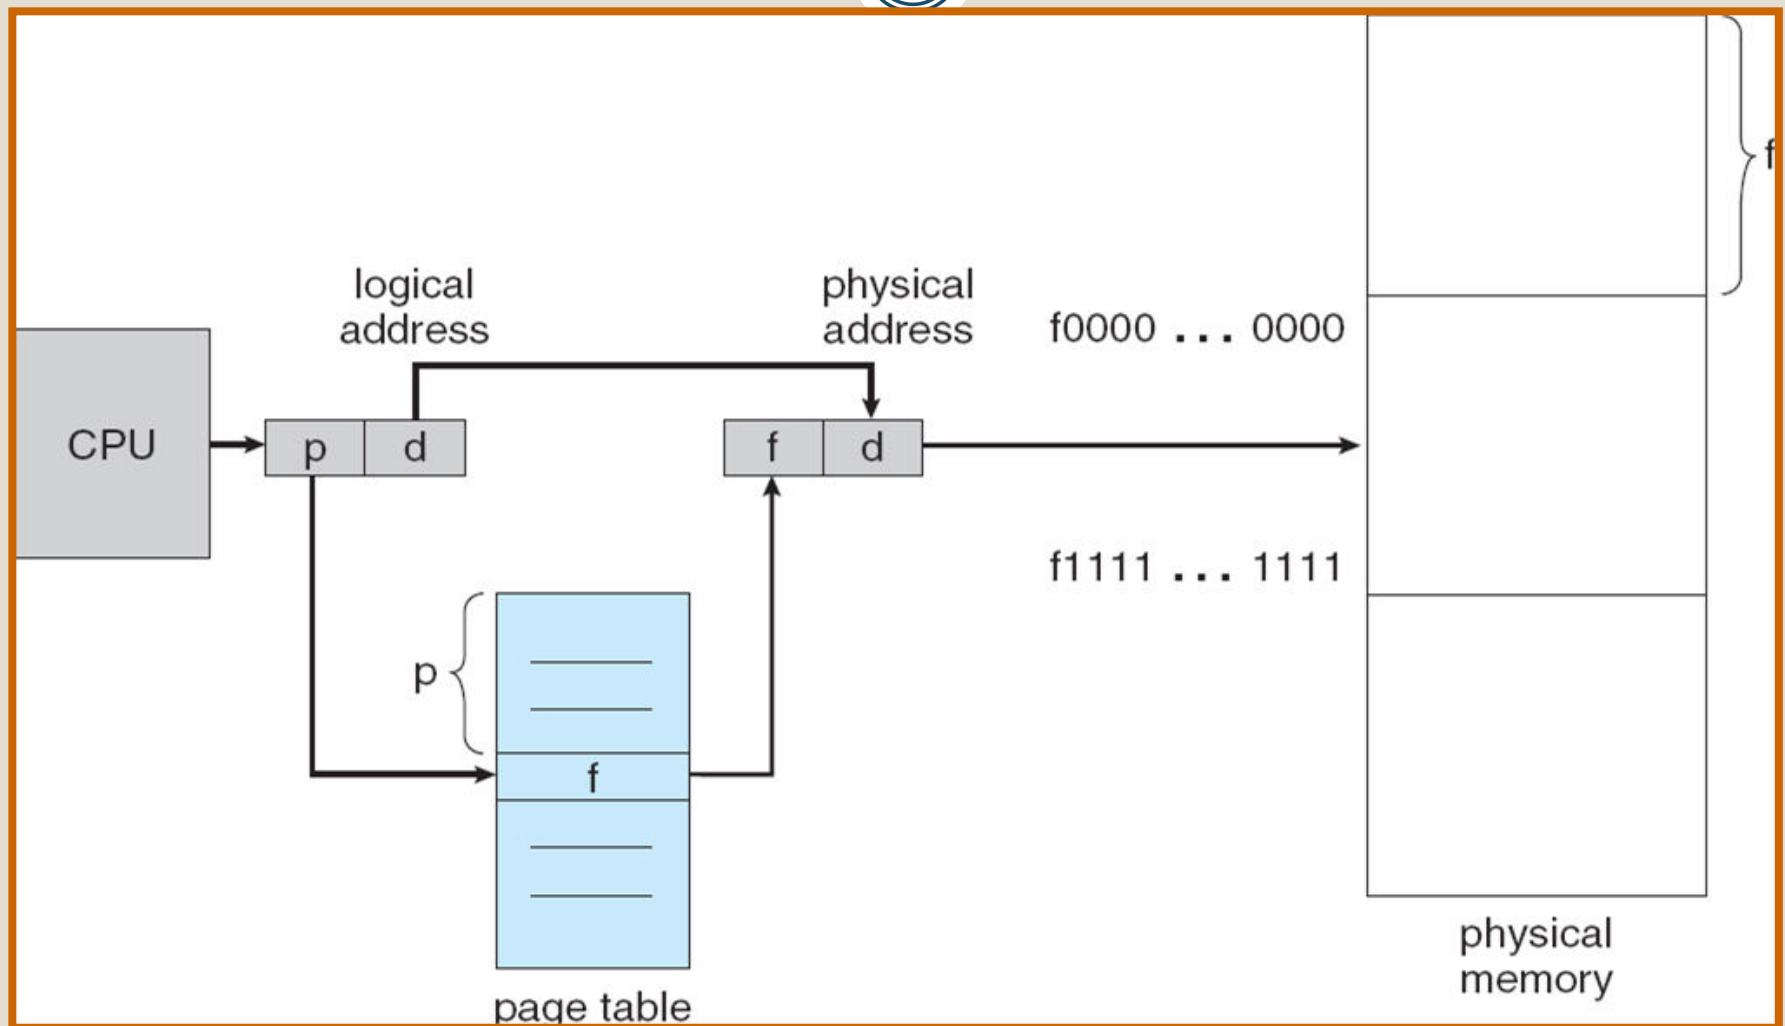 f
logical
address
physical
address
f0000 ... 0000
CPU
p
d
f
d
f1111 ... 1111
p
f
physical
memory
page table